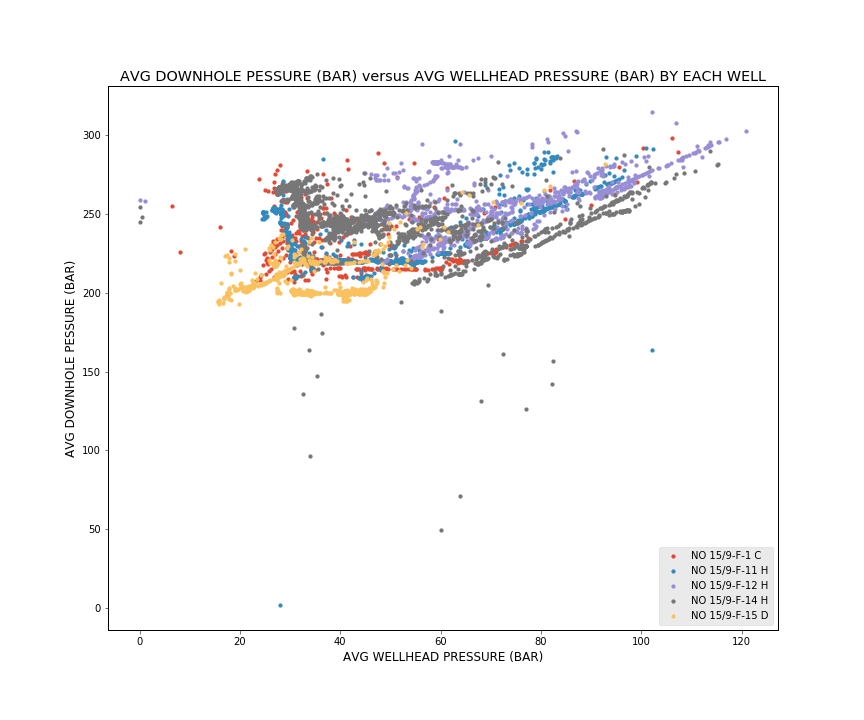 AVG DOWNHOLE PESSURE (BAR) versus AVG WELLHEAD PRESSURE (BAR) BY EACH WELL
AVG DOWNHOLE PESSURE (BAR)
300
250
200
150
100
50
0
0 20 40 60 80 100 120
AVG WELLHEAD PRESSURE (BAR)
NO 15/9-F-1 C
NO 15/9-F-11 H
NO 15/9-F-12 H
NO 15/9-F-14 H
NO 15/9-F-15 D